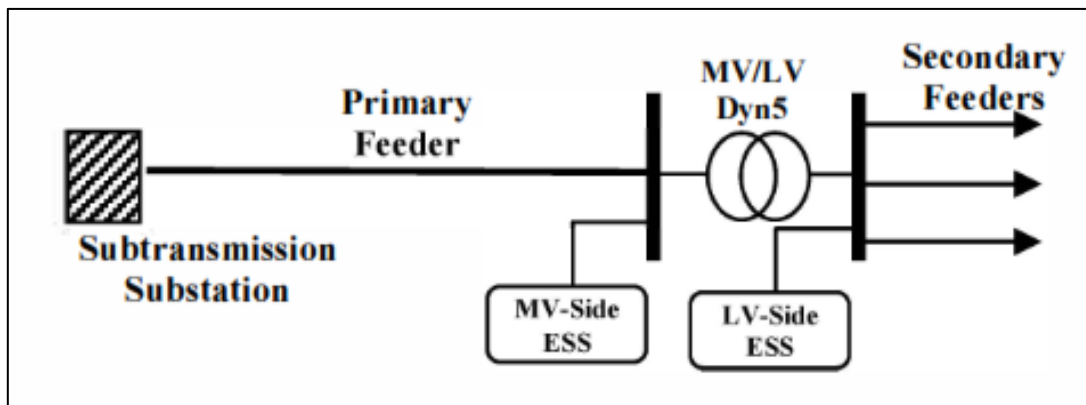 Primary
Feeder
MV/LV
Dyn5
Secondary
Feeders
Subtransmission
Substation
MV-Side
ESS
LV-Side
ESS